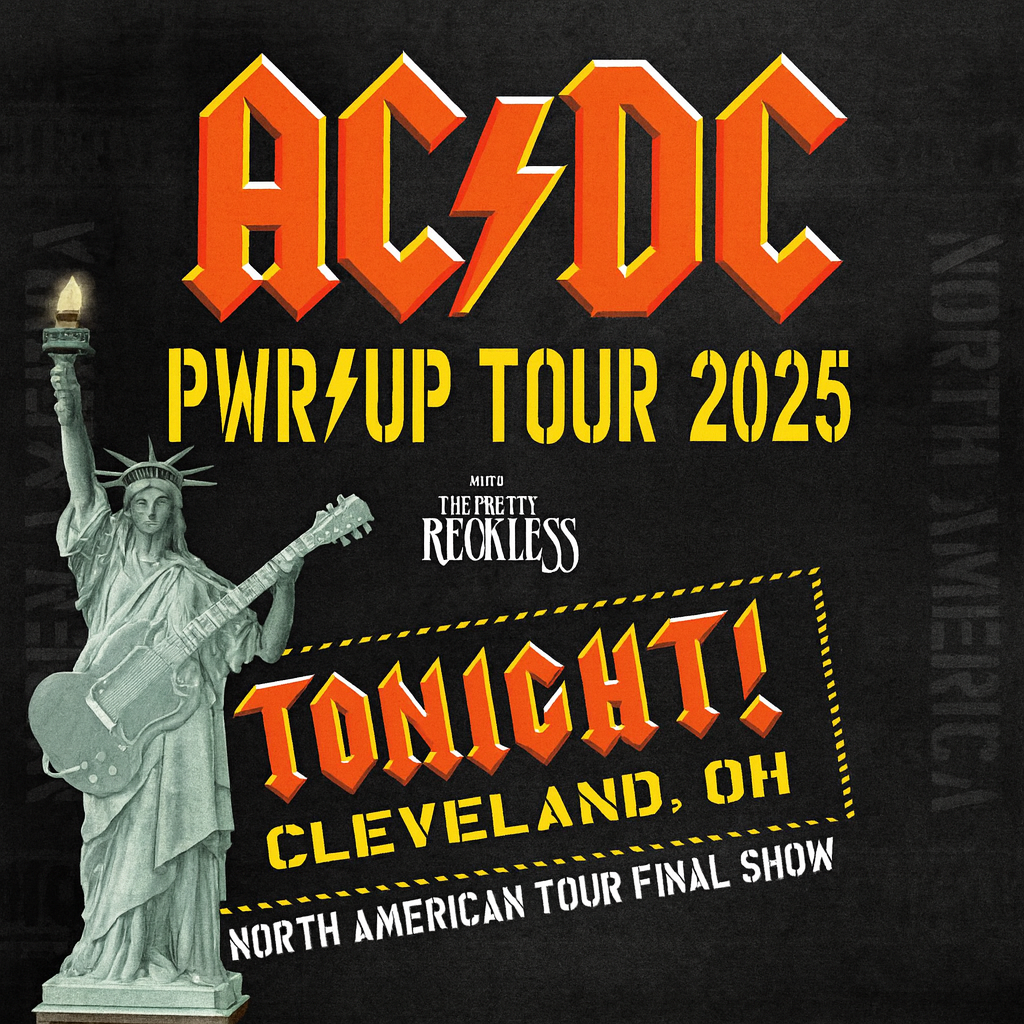 AC⚡DC
PWR⚡UP TOUR 2025
THE PRETTY
RECKLESS
TONIGHT!
CLEVELAND, OH
NORTH AMERICAN TOUR FINAL SHOW
NORTH AMERICA